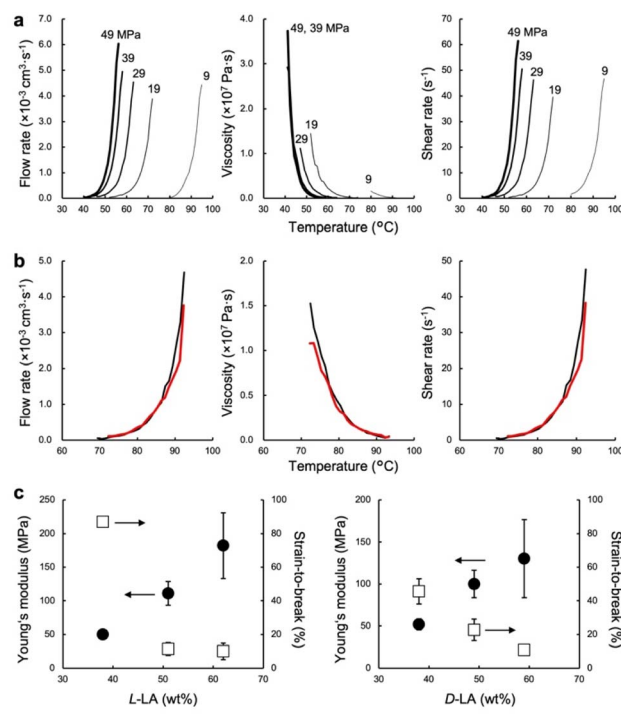 a
7.0
6.0
5.0
4.0
3.0
2.0
1.0
0.0
Flow rate (×10⁻³ cm³·s⁻¹)
49 MPa
39
29
19
9
30 40 50 60 70 80 90 100
4.0
3.0
2.0
1.0
0.0
Viscosity (×10⁷ Pa·s)
49, 39 MPa
19
29
9
30 40 50 60 70 80 90 100
Temperature (°C)
70
60
50
40
30
20
10
0
Shear rate (s⁻¹)
49 MPa
39
29
19
9
30 40 50 60 70 80 90 100
b
5.0
4.0
3.0
2.0
1.0
0.0
Flow rate (×10⁻³ cm³·s⁻¹)
60 70 80 90 100
2.0
1.5
1.0
0.5
0.0
Viscosity (×10⁷ Pa·s)
60 70 80 90 100
Temperature (°C)
50
40
30
20
10
0
Shear rate (s⁻¹)
60 70 80 90 100
c
250
200
150
100
50
0
Young's modulus (MPa)
100
80
60
40
20
0
Strain-to-break (%)
30 40 50 60 70
L-LA (wt%)
200
150
100
50
0
Young's modulus (MPa)
100
80
60
40
20
0
Strain-to-break (%)
30 40 50 60 70
D-LA (wt%)